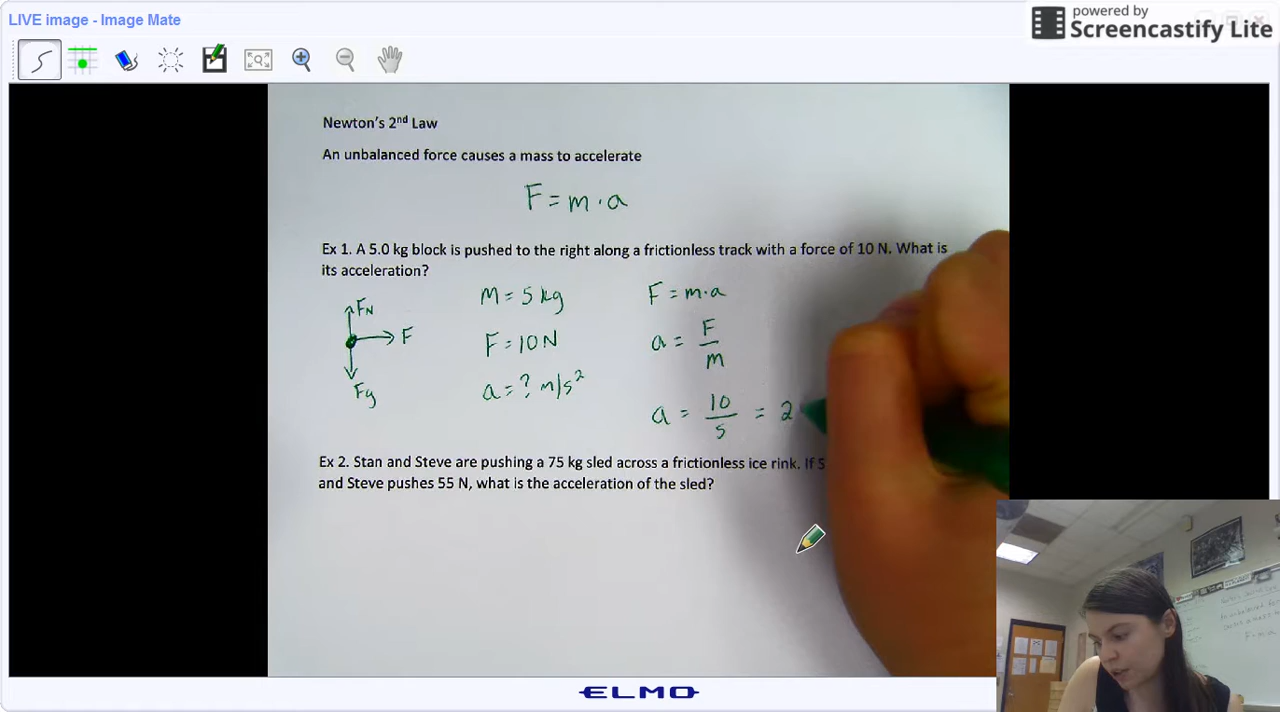 LIVE image - Image Mate
powered by
Screencastify Lite
Newton's 2nd Law
An unbalanced force causes a mass to accelerate
F = m · a
Ex 1. A 5.0 kg block is pushed to the right along a frictionless track with a force of 10 N. What is
its acceleration?
FN
F
Fg
m = 5 kg
F = 10N
a = ? m/s²
F = m·a
a = F/m
a = 10/5 = 2
Ex 2. Stan and Steve are pushing a 75 kg sled across a frictionless ice rink. If S
and Steve pushes 55 N, what is the acceleration of the sled?
ELMO